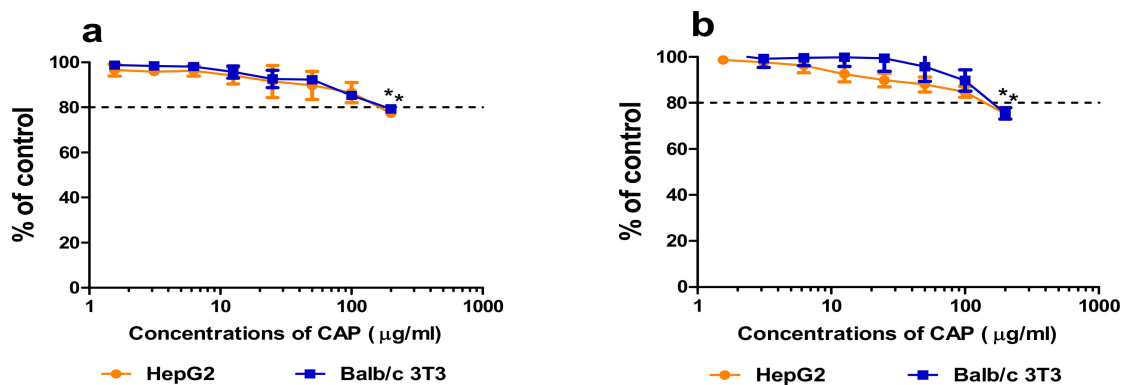 a
100
80
60
40
20
0
% of control
* *
1 10 100 1000
Concentrations of CAP ( μg/ml)
HepG2 Balb/c 3T3
b
100
80
60
40
20
0
% of control
* *
1 10 100 1000
Concentrations of CAP ( μg/ml)
HepG2 Balb/c 3T3